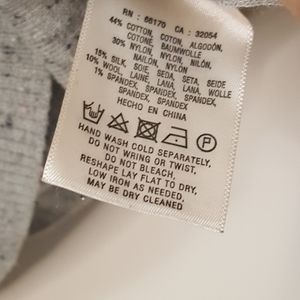 RN : 66170 CA : 32054
44% COTTON, COTON, ALGODÓN,
COTONE, BAUMWOLLE
30% NYLON, NYLON, NILÓN,
NAILON, NYLON
15% SILK, SOIE, SEDA, SETA, SEIDE
10% WOOL, LAINE, LANA, LANA, WOLLE
1% SPANDEX, SPANDEX, SPANDEX,
SPANDEX, SPANDEX
HECHO EN CHINA
P
HAND WASH COLD SEPARATELY,
DO NOT WRING OR TWIST,
DO NOT BLEACH,
RESHAPE LAY FLAT TO DRY,
LOW IRON AS NEEDED.
MAY BE DRY CLEANED